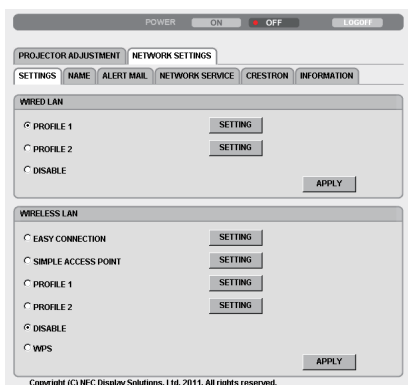 POWER ON OFF LOGOFF
PROJECTOR ADJUSTMENT NETWORK SETTINGS
SETTINGS NAME ALERT MAIL NETWORK SERVICE CRESTRON INFORMATION
WIRED LAN
PROFILE 1 SETTING
PROFILE 2 SETTING
DISABLE
APPLY
WIRELESS LAN
EASY CONNECTION SETTING
SIMPLE ACCESS POINT SETTING
PROFILE 1 SETTING
PROFILE 2 SETTING
DISABLE
WPS
APPLY
Copyright (C) NEC Display Solutions, Ltd. 2011. All rights reserved.